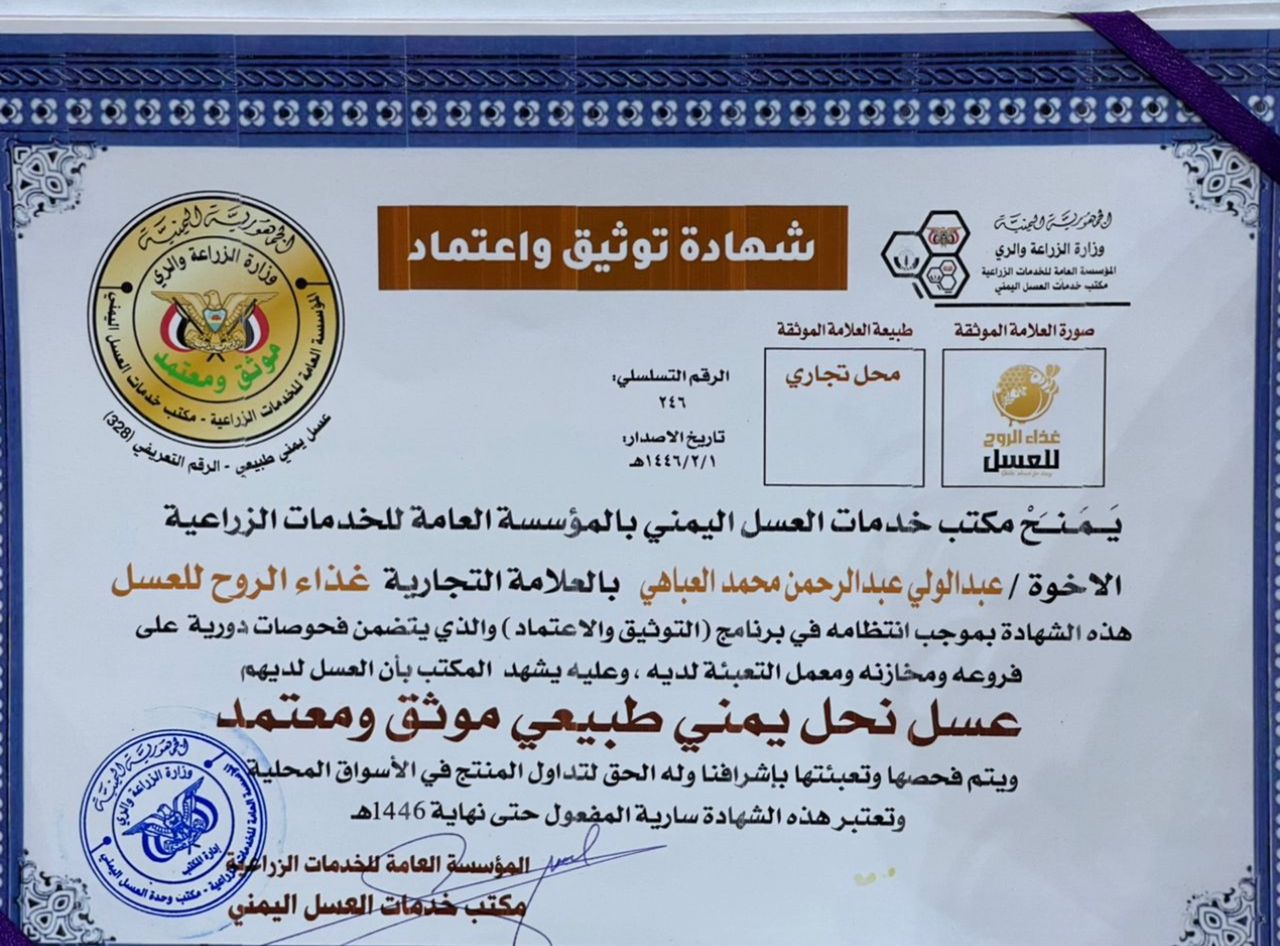 الجمهورية اليمنية
وزارة الزراعة والري
المؤسسة العامة للخدمات الزراعية
مكتب خدمات العسل اليمني
شهادة توثيق واعتماد
الجمهورية اليمنية
وزارة الزراعة والري
المؤسسة العامة للخدمات الزراعية - مكتب خدمات العسل اليمني
موثق ومعتمد
عسل يمني طبيعي - الرقم التعريفي (328)
صورة العلامة الموثقة
غذاء الروح
للعسل
طبيعة العلامة الموثقة
محل تجاري
الرقم التسلسلي:
٢٤٦
تاريخ الاصدار:
١٤٤٦/٢/١هـ
يَـمْـنَـحْ مكتب خدمات العسل اليمني بالمؤسسة العامة للخدمات الزراعية
الاخوة / عبدالولي عبدالرحمن محمد العباهي بالعلامة التجارية غذاء الروح للعسل
هذه الشهادة بموجب انتظامه في برنامج (التوثيق والاعتماد) والذي يتضمن فحوصات دورية على
فروعه ومخازنه ومعمل التعبئة لديه ، وعليه يشهد المكتب بأن العسل لديهم
عسل نحل يمني طبيعي موثق ومعتمد
ويتم فحصها وتعبئتها بإشرافنا وله الحق لتداول المنتج في الأسواق المحلية
وتعتبر هذه الشهادة سارية المفعول حتى نهاية 1446هـ
المؤسسة العامة للخدمات الزراعية
مكتب خدمات العسل اليمني
الجمهورية اليمنية
وزارة الزراعة والري
المؤسسة العامة للخدمات الزراعية - مكتب وحدة العسل اليمني
إدارة المكتب